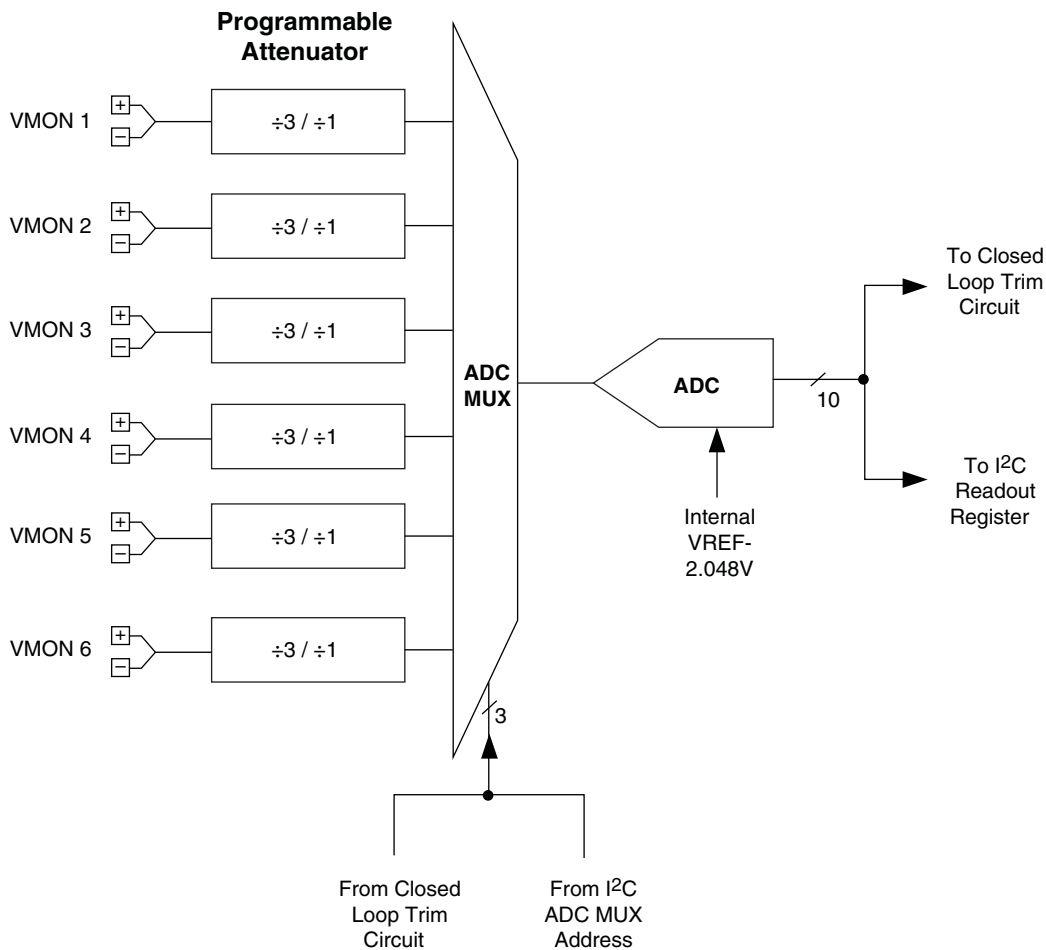 Programmable
Attenuator
VMON 1
+
−
÷3 / ÷1
VMON 2
+
−
÷3 / ÷1
VMON 3
+
−
÷3 / ÷1
VMON 4
+
−
÷3 / ÷1
VMON 5
+
−
÷3 / ÷1
VMON 6
+
−
÷3 / ÷1
ADC
MUX
ADC
10
To Closed
Loop Trim
Circuit
To I²C
Readout
Register
Internal
VREF-
2.048V
3
From Closed
Loop Trim
Circuit
From I²C
ADC MUX
Address